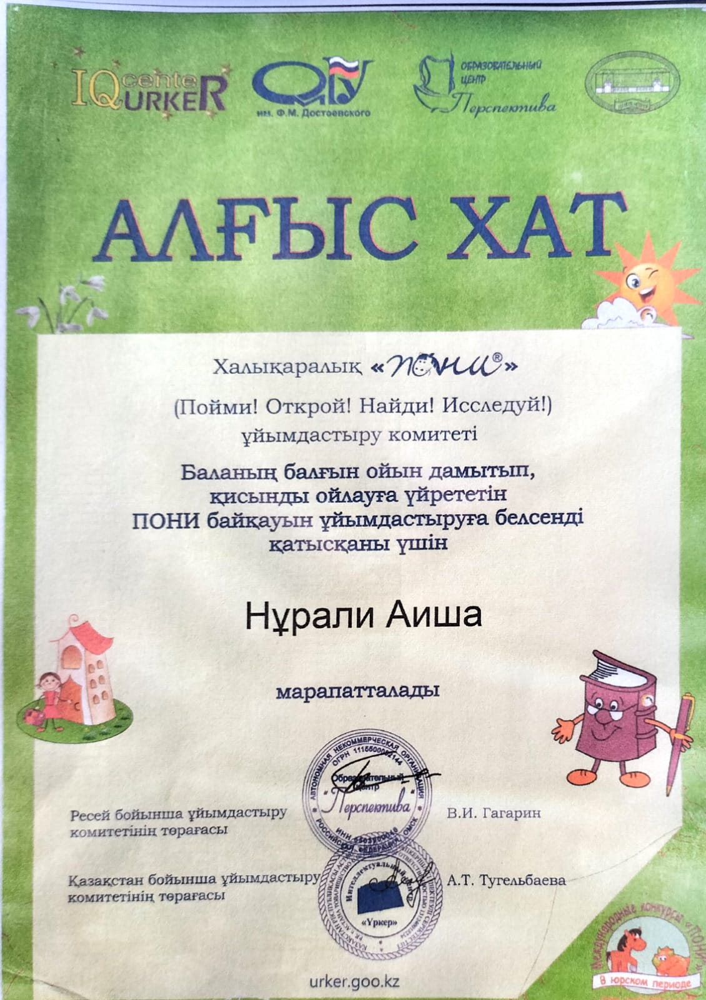 IQ center URKER
ОмГУ
им. Ф.М. Достоевского
ОБРАЗОВАТЕЛЬНЫЙ
ЦЕНТР
Перспектива
АЛҒЫС ХАТ
Халықаралық «ПОНИ®»
(Пойми! Открой! Найди! Исследуй!)
ұйымдастыру комитеті
Баланың балғын ойын дамытып,
қисынды ойлауға үйрететін
ПОНИ байқауын ұйымдастыруға белсенді
қатысқаны үшін
Нұрали Аиша
марапатталады
АВТОНОМНАЯ НЕКОММЕРЧЕСКАЯ ОРГАНИЗАЦИЯ
ОГРН
Образовательный
центр
"Перспектива"
ИНН
РОССИЙСКАЯ ФЕДЕРАЦИЯ, ОМСК
Ресей бойынша ұйымдастыру
комитетінің төрағасы
В.И. Гагарин
Интеллектуальный центр
«Үркер»
Қазақстан бойынша ұйымдастыру
комитетінің төрағасы
А.Т. Тугельбаева
urker.goo.kz
Международные конкурсы «ПОНИ»
В юрском периоде